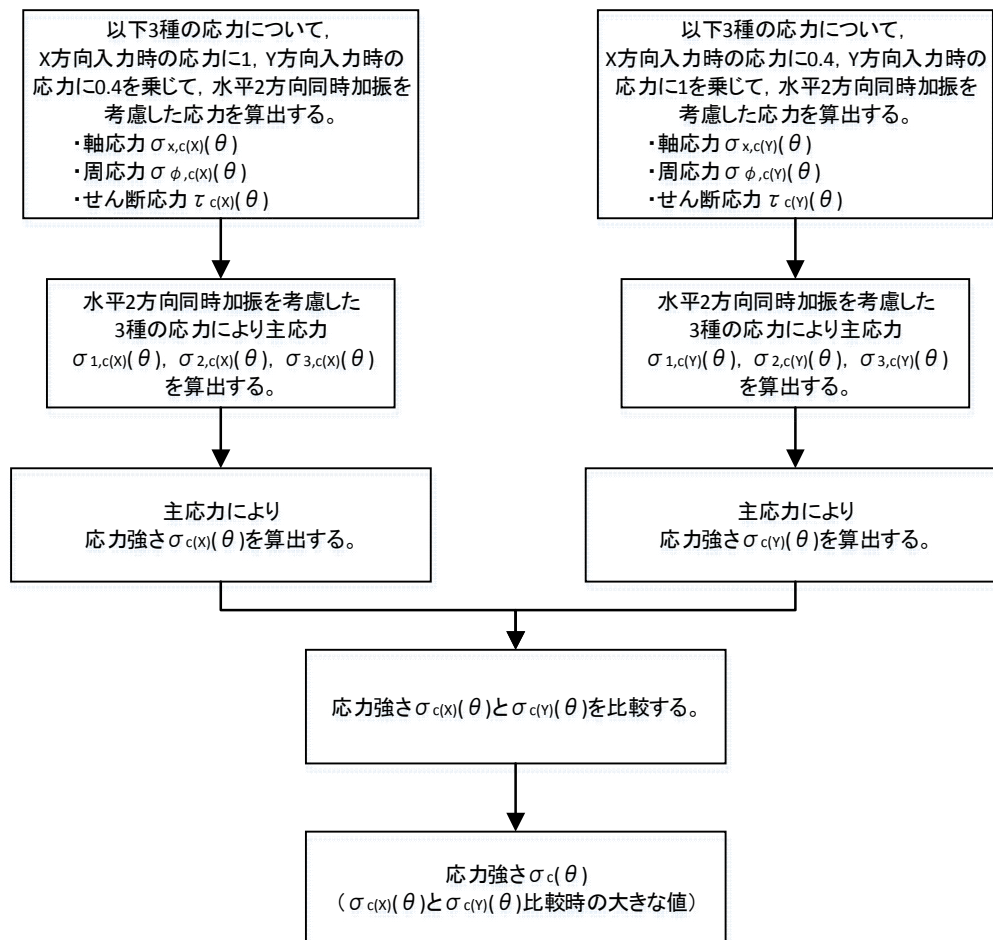 以下3種の応力について,
X方向入力時の応力に1, Y方向入力時の
応力に0.4を乗じて, 水平2方向同時加振を
考慮した応力を算出する。
・軸応力σx,c(X)(θ)
・周応力σφ,c(X)(θ)
・せん断応力τc(X)(θ)
水平2方向同時加振を考慮した
3種の応力により主応力
σ1,c(X)(θ), σ2,c(X)(θ), σ3,c(X)(θ)
を算出する。
主応力により
応力強さσc(X)(θ)を算出する。
以下3種の応力について,
X方向入力時の応力に0.4, Y方向入力時の
応力に1を乗じて, 水平2方向同時加振を
考慮した応力を算出する。
・軸応力σx,c(Y)(θ)
・周応力σφ,c(Y)(θ)
・せん断応力τc(Y)(θ)
水平2方向同時加振を考慮した
3種の応力により主応力
σ1,c(Y)(θ), σ2,c(Y)(θ), σ3,c(Y)(θ)
を算出する。
主応力により
応力強さσc(Y)(θ)を算出する。
応力強さσc(X)(θ)とσc(Y)(θ)を比較する。
応力強さσc(θ)
(σc(X)(θ)とσc(Y)(θ)比較時の大きな値)